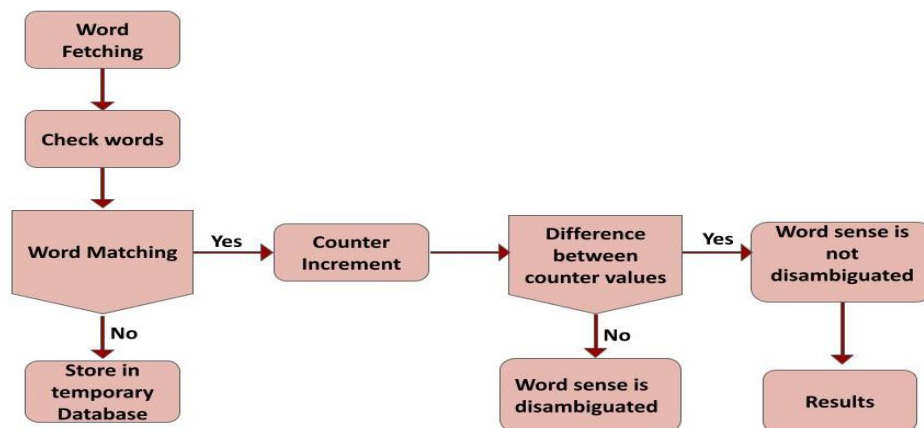 Word
Fetching
Check words
Word Matching
Yes
Counter
Increment
Difference
between
counter values
Yes
Word sense is
not
disambiguated
No
Store in
temporary
Database
No
Word sense is
disambiguated
Results